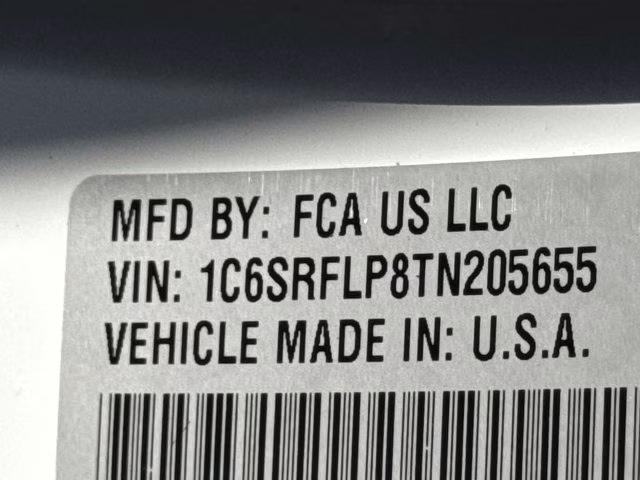 MFD BY: FCA US LLC
VIN: 1C6SRFLP8TN205655
VEHICLE MADE IN: U.S.A.